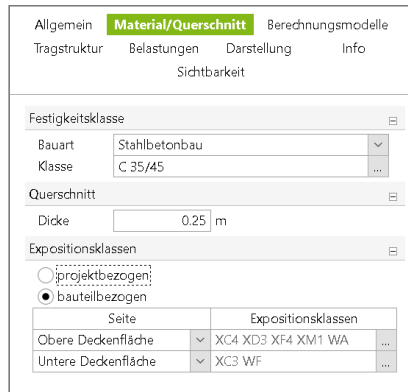 Allgemein Material/Querschnitt Berechnungsmodelle
Tragstruktur Belastungen Darstellung Info
Sichtbarkeit
Festigkeitsklasse
Bauart Stahlbetonbau
Klasse C 35/45 ...
Querschnitt
Dicke 0.25 m
Expositionsklassen
projektbezogen
bauteilbezogen
Seite Expositionsklassen
Obere Deckenfläche XC4 XD3 XF4 XM1 WA ...
Untere Deckenfläche XC3 WF ...